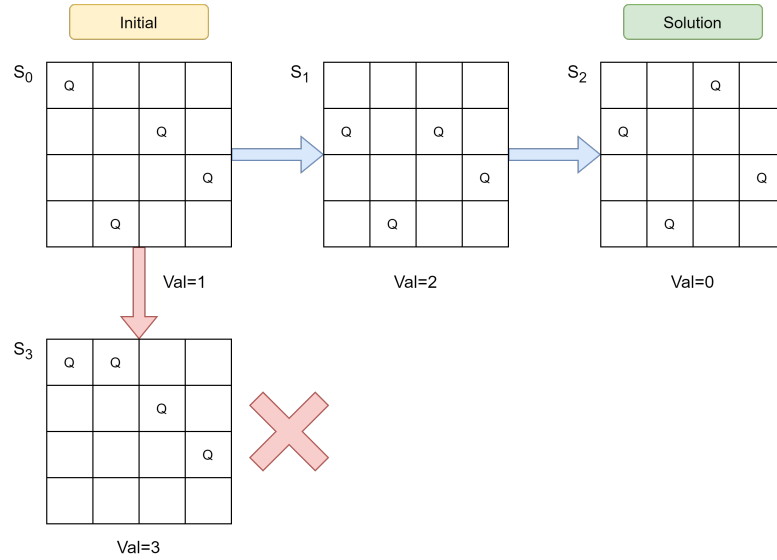 Initial
Solution
S0
S1
S2
Q
Q
Q
Q
Q
Q
Q
Q
Q
Q
Q
Q
Val=1
Val=2
Val=0
S3
Q
Q
Q
Q
Val=3